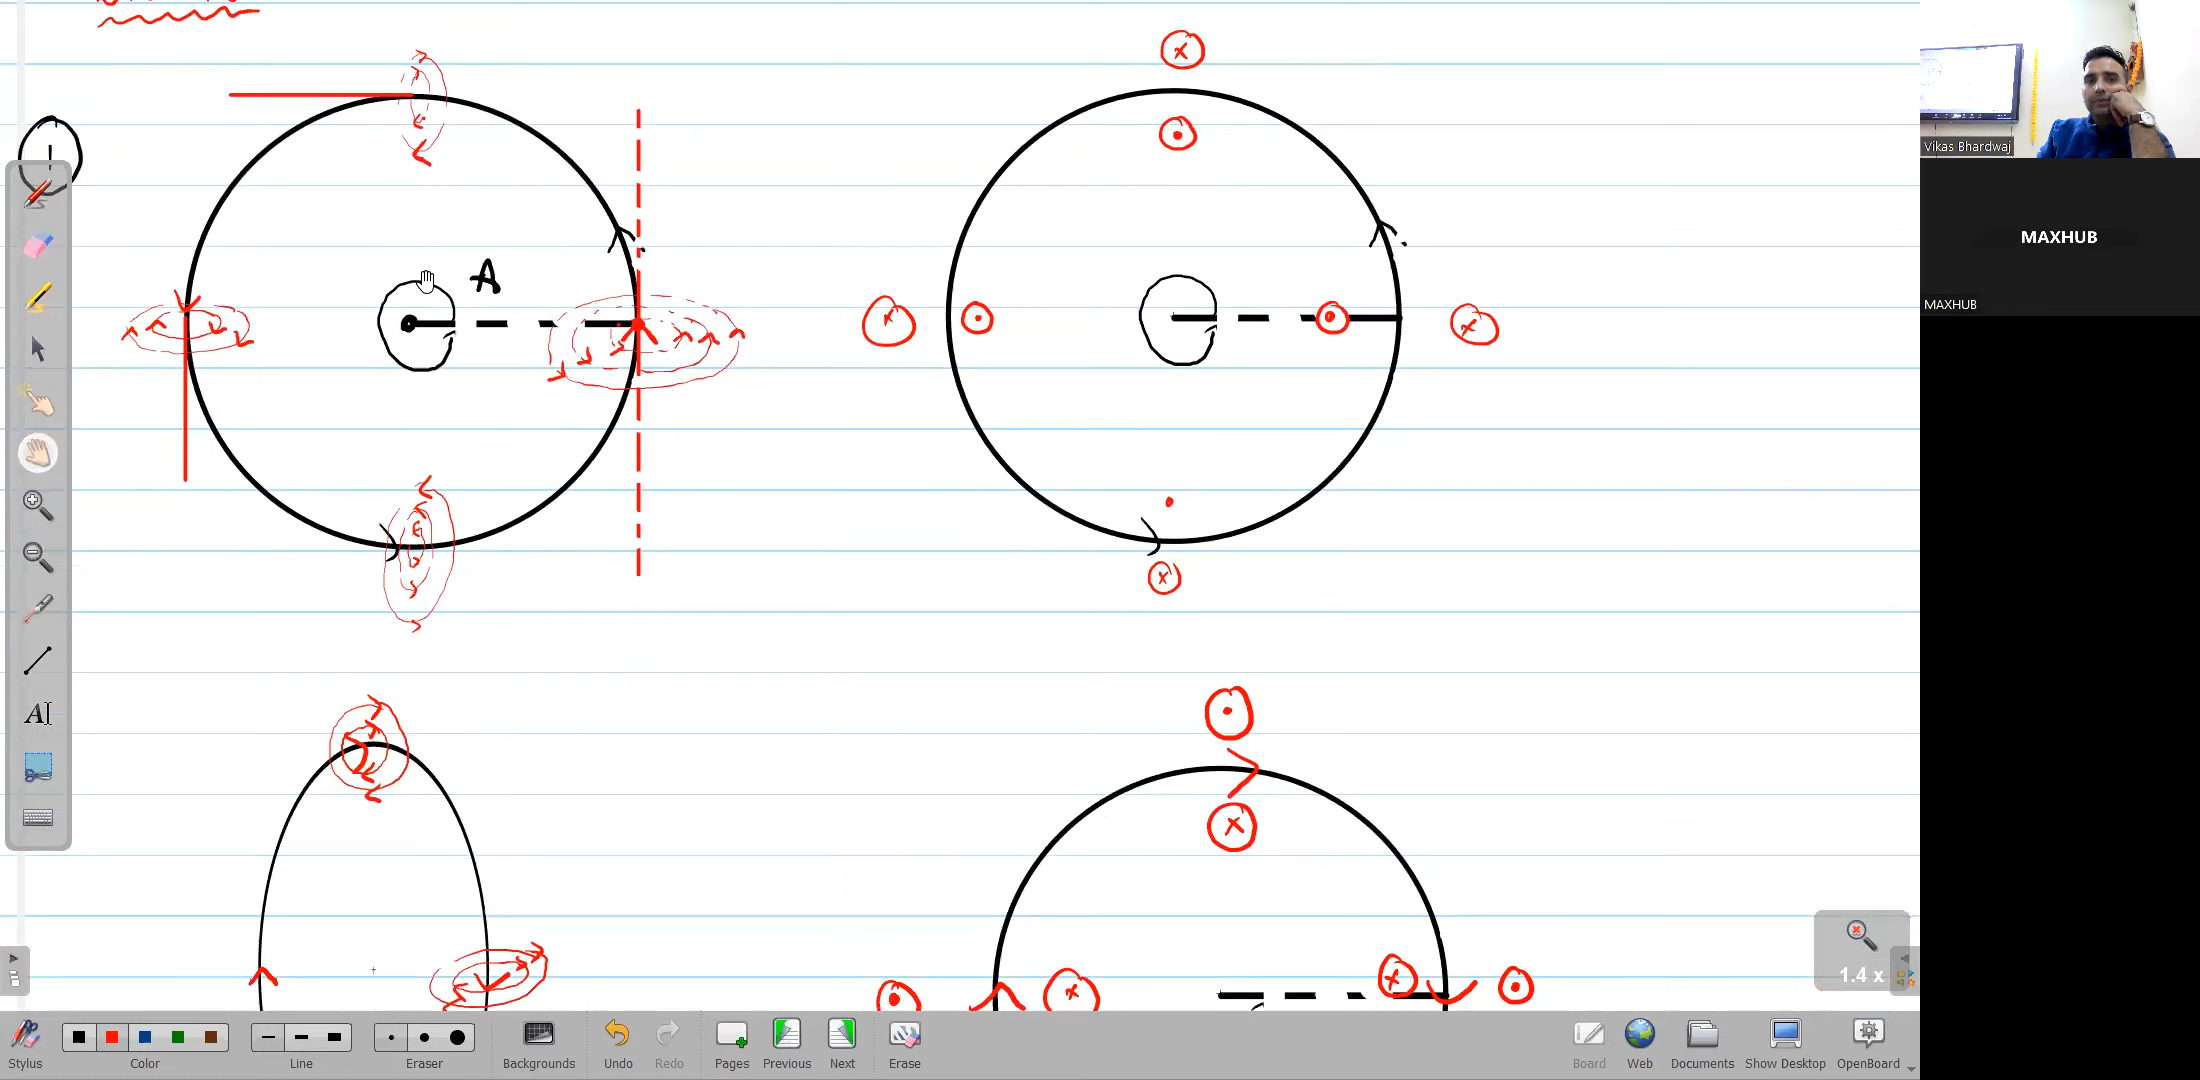 A
x
x
x
x
x
x
x
Vikas Bhardwaj
MAXHUB
MAXHUB
A
1.4 x
Stylus
Color
Line
Eraser
Backgrounds
Undo
Redo
Pages
Previous
Next
Erase
Board
Web
Documents
Show Desktop
OpenBoard